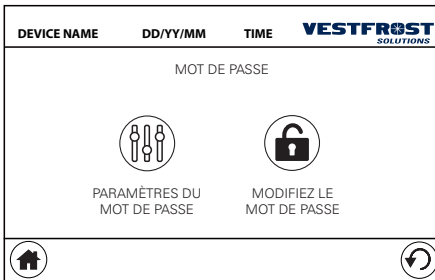 DEVICE NAME DD/YY/MM TIME VESTFROST
SOLUTIONS
MOT DE PASSE
PARAMÈTRES DU
MOT DE PASSE
MODIFIEZ LE
MOT DE PASSE